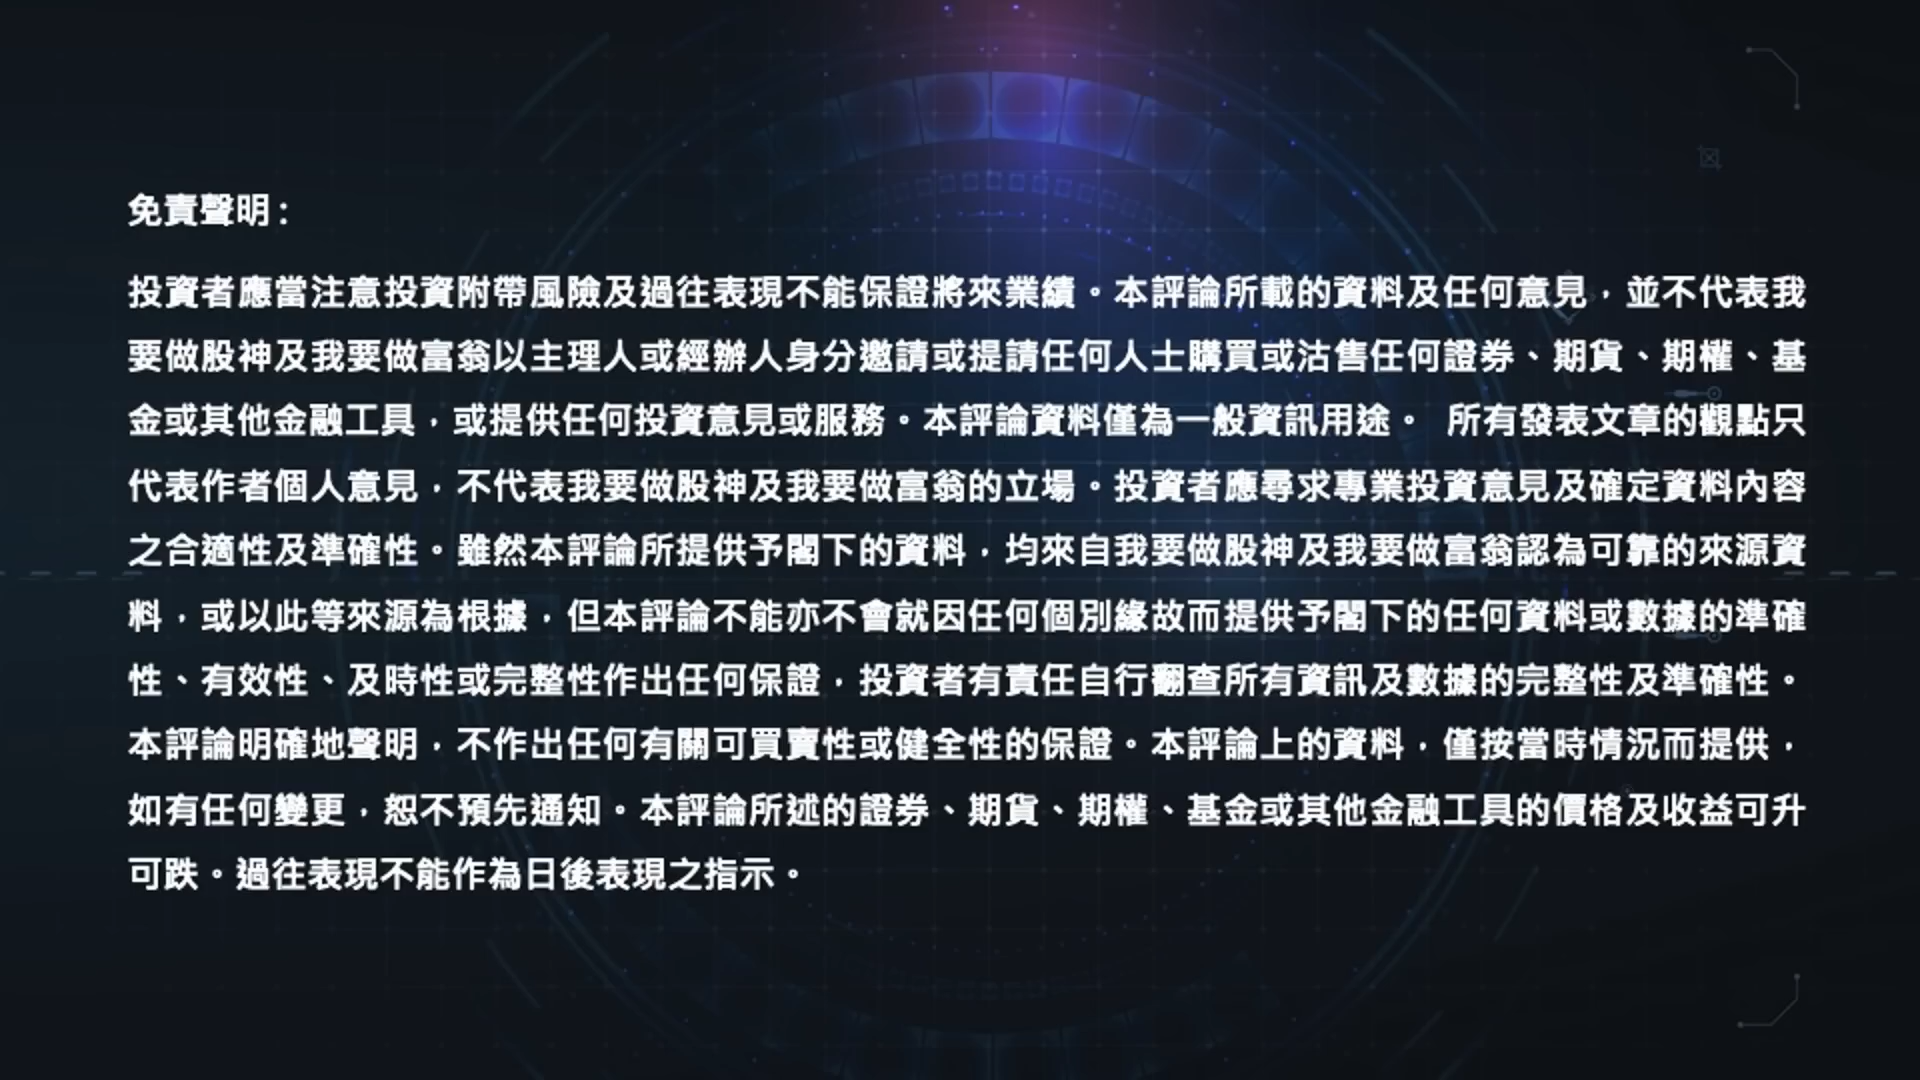 免責聲明：
投資者應當注意投資附帶風險及過往表現不能保證將來業績。本評論所載的資料及任何意見，並不代表我
要做股神及我要做富翁以主理人或經辦人身分邀請或提請任何人士購買或沽售任何證券、期貨、期權、基
金或其他金融工具，或提供任何投資意見或服務。本評論資料僅為一般資訊用途。 所有發表文章的觀點只
代表作者個人意見，不代表我要做股神及我要做富翁的立場。投資者應尋求專業投資意見及確定資料內容
之合適性及準確性。雖然本評論所提供予閣下的資料，均來自我要做股神及我要做富翁認為可靠的來源資
料，或以此等來源為根據，但本評論不能亦不會就因任何個別緣故而提供予閣下的任何資料或數據的準確
性、有效性、及時性或完整性作出任何保證，投資者有責任自行翻查所有資訊及數據的完整性及準確性。
本評論明確地聲明，不作出任何有關可買賣性或健全性的保證。本評論上的資料，僅按當時情況而提供，
如有任何變更，恕不預先通知。本評論所述的證券、期貨、期權、基金或其他金融工具的價格及收益可升
可跌。過往表現不能作為日後表現之指示。